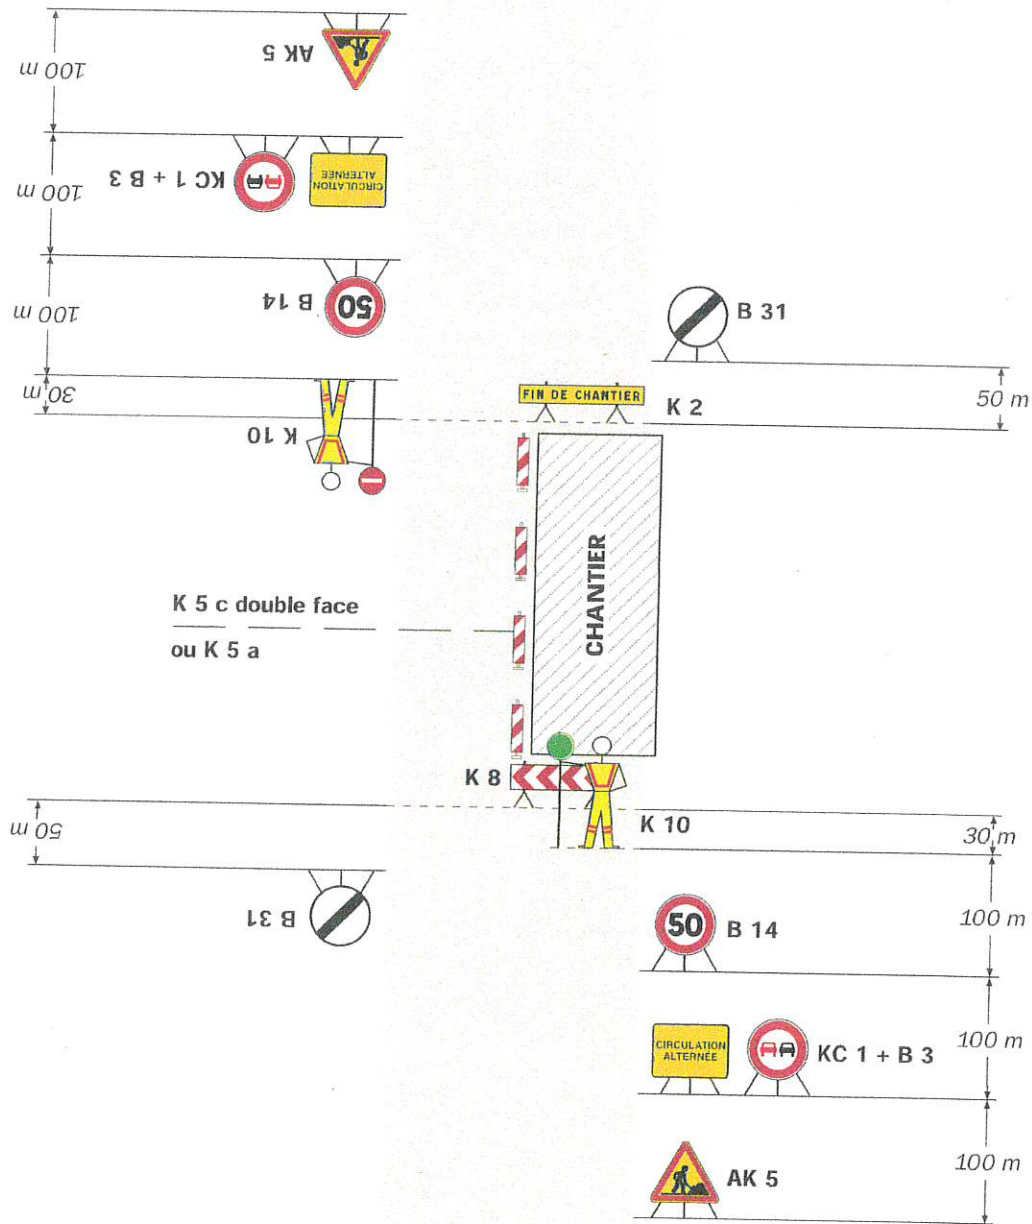 AK 5
100 m
KC 1 + B 3
CIRCULATION
ALTERNÉE
100 m
B 14
50
100 m
B 31
30 m
K 10
FIN DE CHANTIER
K 2
50 m
CHANTIER
K 5 c double face
ou K 5 a
K 8
K 10
30 m
50 m
B 31
50
B 14
100 m
CIRCULATION
ALTERNÉE
KC 1 + B 3
100 m
AK 5
100 m